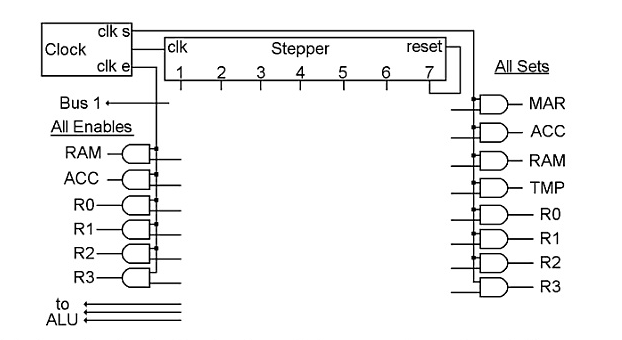 clk s
Clock
clk e
clk Stepper reset
1 2 3 4 5 6 7
Bus 1
All Enables
RAM
ACC
R0
R1
R2
R3
to
ALU
All Sets
MAR
ACC
RAM
TMP
R0
R1
R2
R3